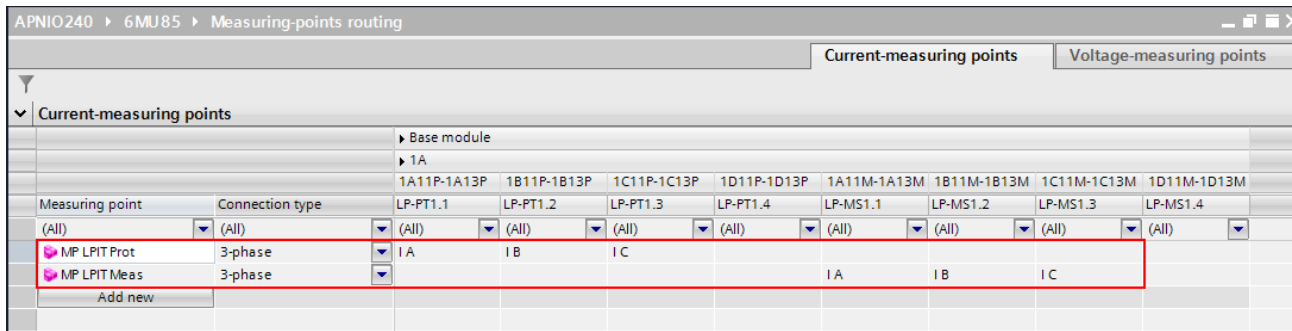 APNIO240 ▸ 6MU85 ▸ Measuring-points routing
Current-measuring points Voltage-measuring points
Current-measuring points
▸ Base module
▸ 1A
1A11P-1A13P 1B11P-1B13P 1C11P-1C13P 1D11P-1D13P 1A11M-1A13M 1B11M-1B13M 1C11M-1C13M 1D11M-1D13M
Measuring point Connection type LP-PT1.1 LP-PT1.2 LP-PT1.3 LP-PT1.4 LP-MS1.1 LP-MS1.2 LP-MS1.3 LP-MS1.4
(All) (All) (All) (All) (All) (All) (All) (All) (All) (All)
MP LPIT Prot 3-phase I A I B I C
MP LPIT Meas 3-phase I A I B I C
Add new